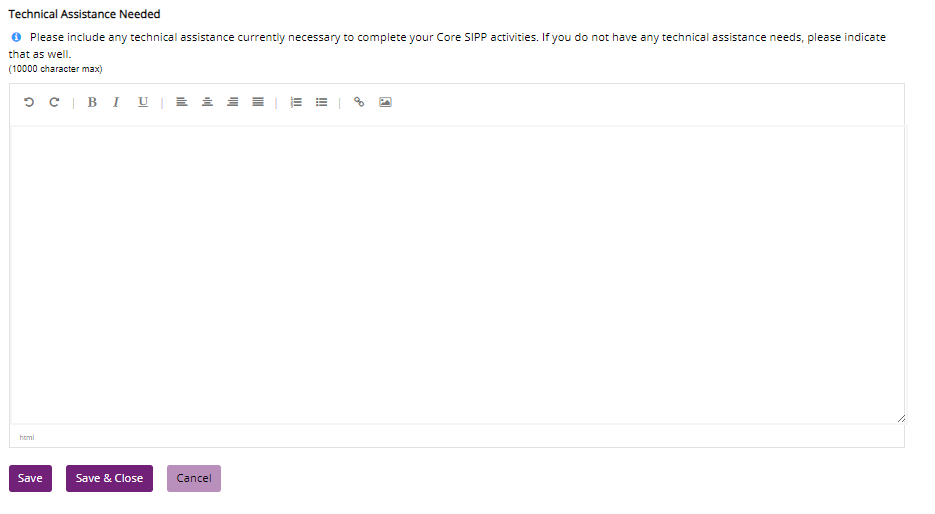 Technical Assistance Needed
Please include any technical assistance currently necessary to complete your Core SIPP activities. If you do not have any technical assistance needs, please indicate
that as well.
(10000 character max)
B I U
html
Save Save & Close Cancel